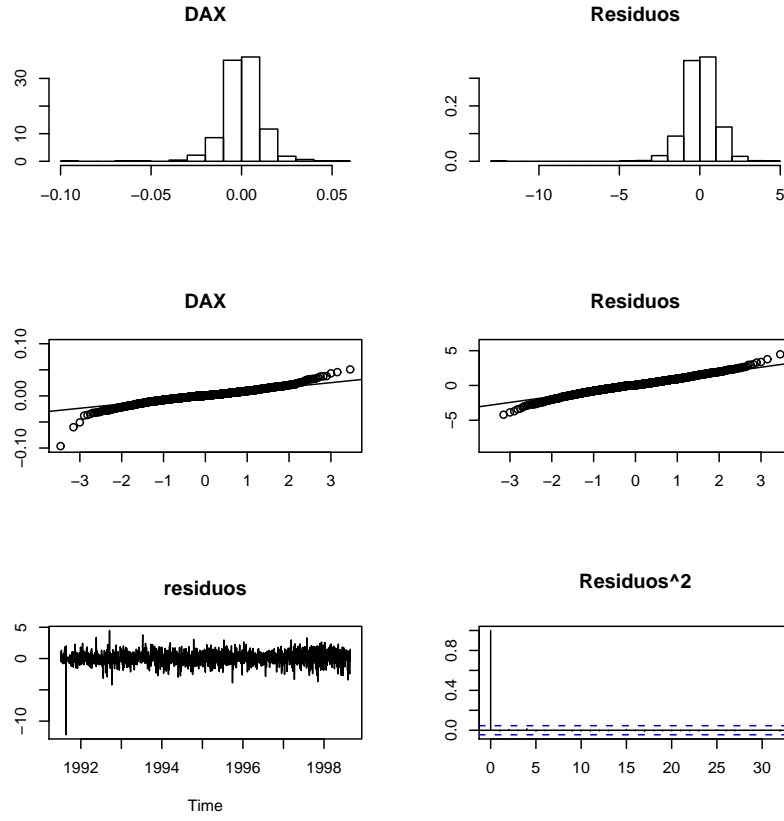 DAX
0 10 30
−0.10 −0.05 0.00 0.05
Residuos
0.0 0.2
−10 −5 0 5
DAX
−0.10 0.00 0.10
−3 −2 −1 0 1 2 3
Residuos
−5 0 5
−3 −2 −1 0 1 2 3
residuos
−10 0 5
1992 1994 1996 1998
Time
Residuos^2
0.0 0.4 0.8
0 5 10 15 20 25 30